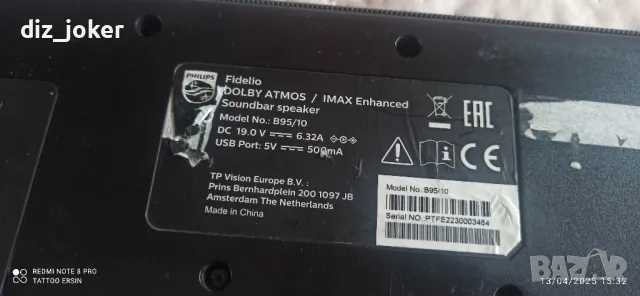 diz_joker
PHILIPS
Fidelio
DOLBY ATMOS / IMAX Enhanced
Soundbar speaker
Model No.: B95/10
DC 19.0 V ⎓ 6.32A
USB Port: 5V ⎓ 500mA
EAC
CE
TP Vision Europe B.V.:
Prins Bernhardplein 200 1097 JB
Amsterdam The Netherlands
Made in China
Model No.:B95/10
Serial NO.:PTFE2230003464
REDMI NOTE 8 PRO
TATTOO ERSIN
BAZAR
13/04/2025 15:32